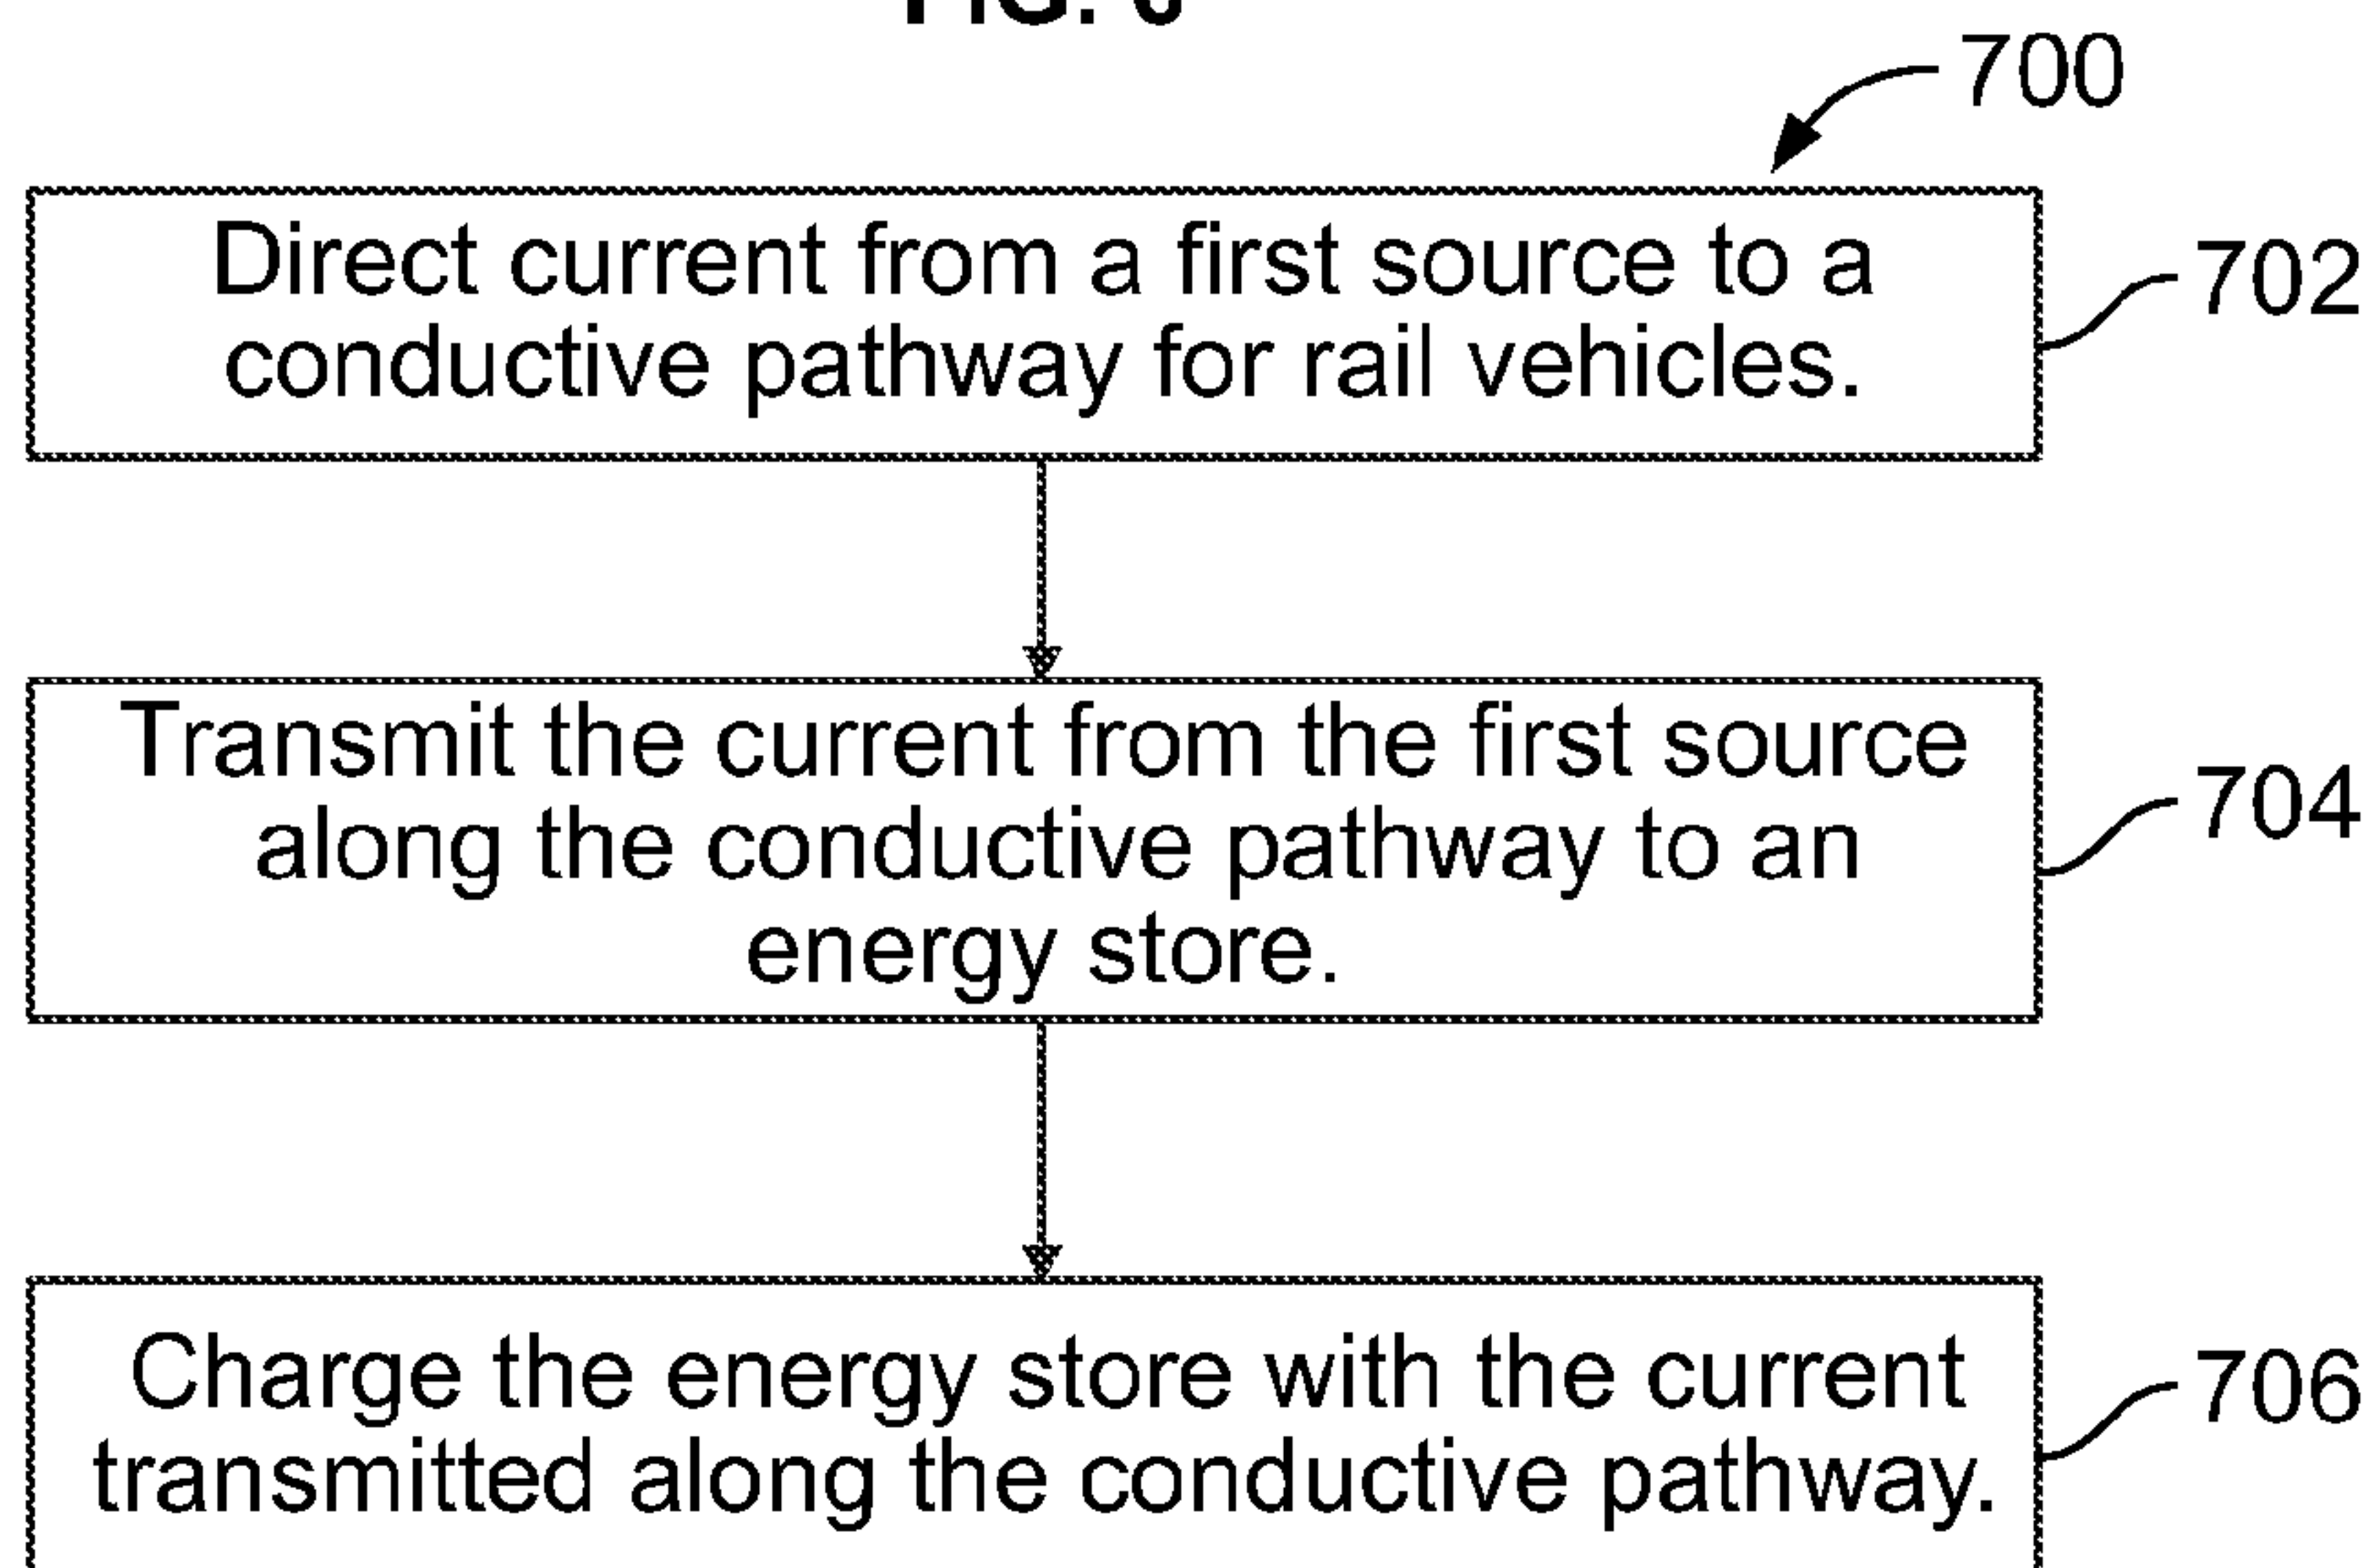 FIG.
700
Direct current from a first source to a
conductive pathway for rail vehicles.
702
Transmit the current from the first source
along the conductive pathway to an
energy store.
704
Charge the energy store with the current
transmitted along the conductive pathway.
706